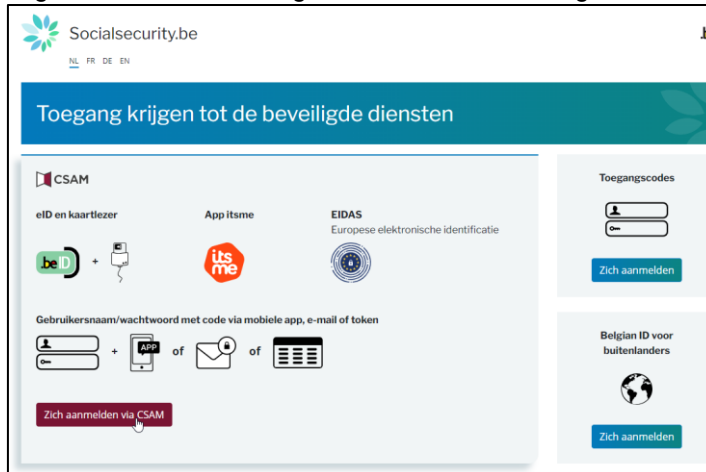 Socialsecurity.be
NL FR DE EN
Toegang krijgen tot de beveiligde diensten
CSAM
eID en kaartlezer
App itsme
EIDAS
Europese elektronische identificatie
.beID
+
itsme
Gebruikersnaam/wachtwoord met code via mobiele app, e-mail of token
+
APP
of
of
Zich aanmelden via CSAM
Toegangscodes
Zich aanmelden
Belgian ID voor
buitenlanders
Zich aanmelden